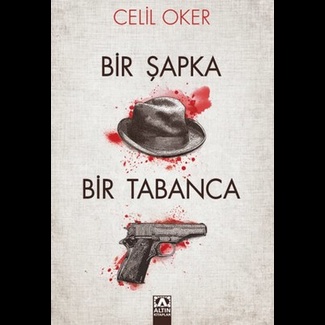 CELİL OKER
BİR ŞAPKA
BİR TABANCA
ALTIN
KİTAPLAR